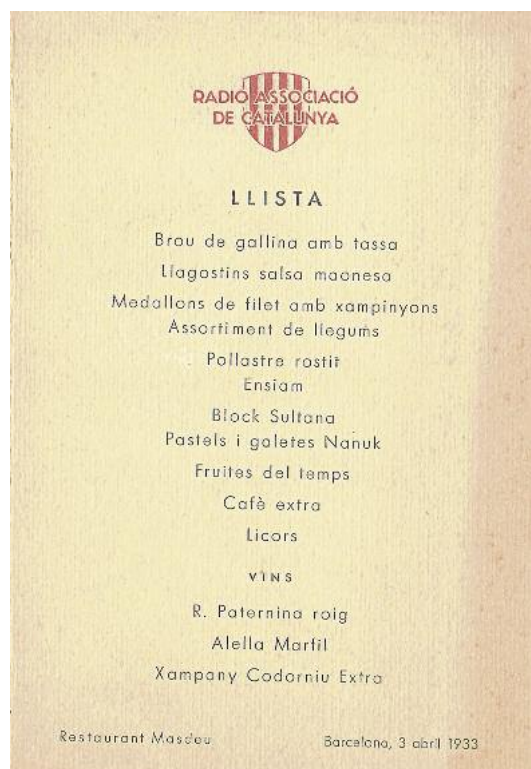 RADIO ASSOCIACIÓ
DE CATALUNYA
LLISTA
Brou de gallina amb tassa
Llagostins salsa maonesa
Medallons de filet amb xampinyons
Assortiment de llegums
Pollastre rostit
Ensiam
Block Sultana
Pastels i galetes Nanuk
Fruites del temps
Cafè extra
Licors
VINS
R. Paternina roig
Alella Marfil
Xampany Codorniu Extra
Restaurant Masdeu
Barcelona, 3 abril 1933